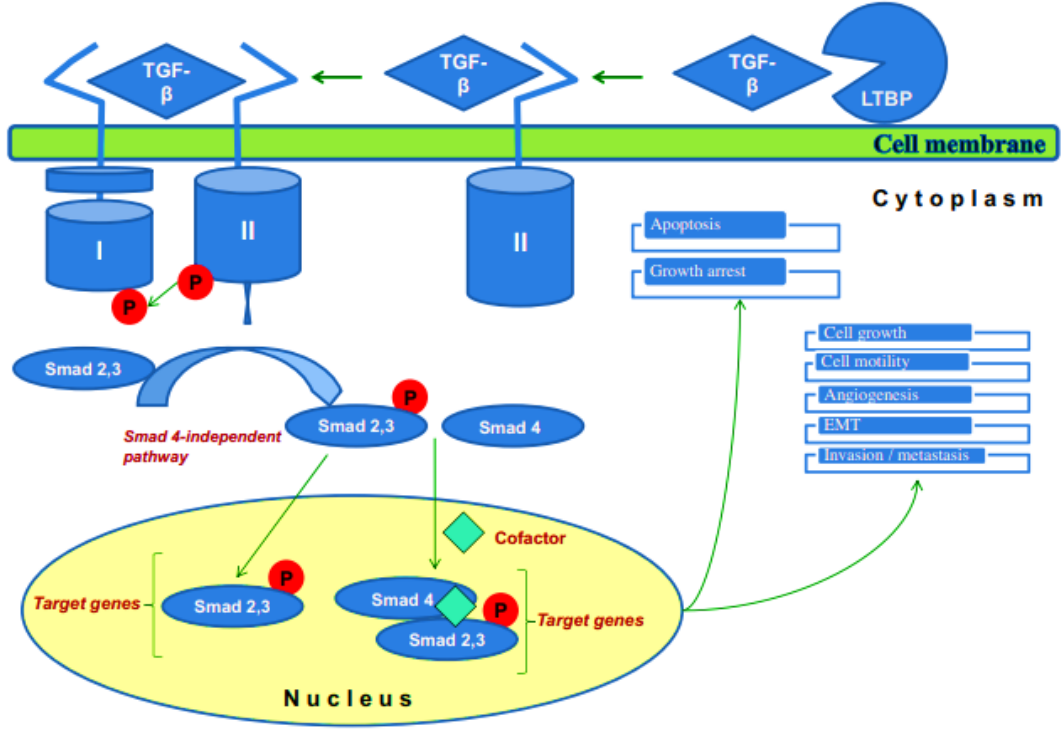 TGF-
β
TGF-
β
TGF-
β
LTBP
Cell membrane
Cytoplasm
I
II
II
P
P
Apoptosis
Growth arrest
Cell growth
Cell motility
Angiogenesis
EMT
Invasion / metastasis
Smad 2,3
P
Smad 2,3
Smad 4
Smad 4-independent
pathway
Cofactor
P
Smad 2,3
Target genes
Smad 4
P
Smad 2,3
Target genes
Nucleus